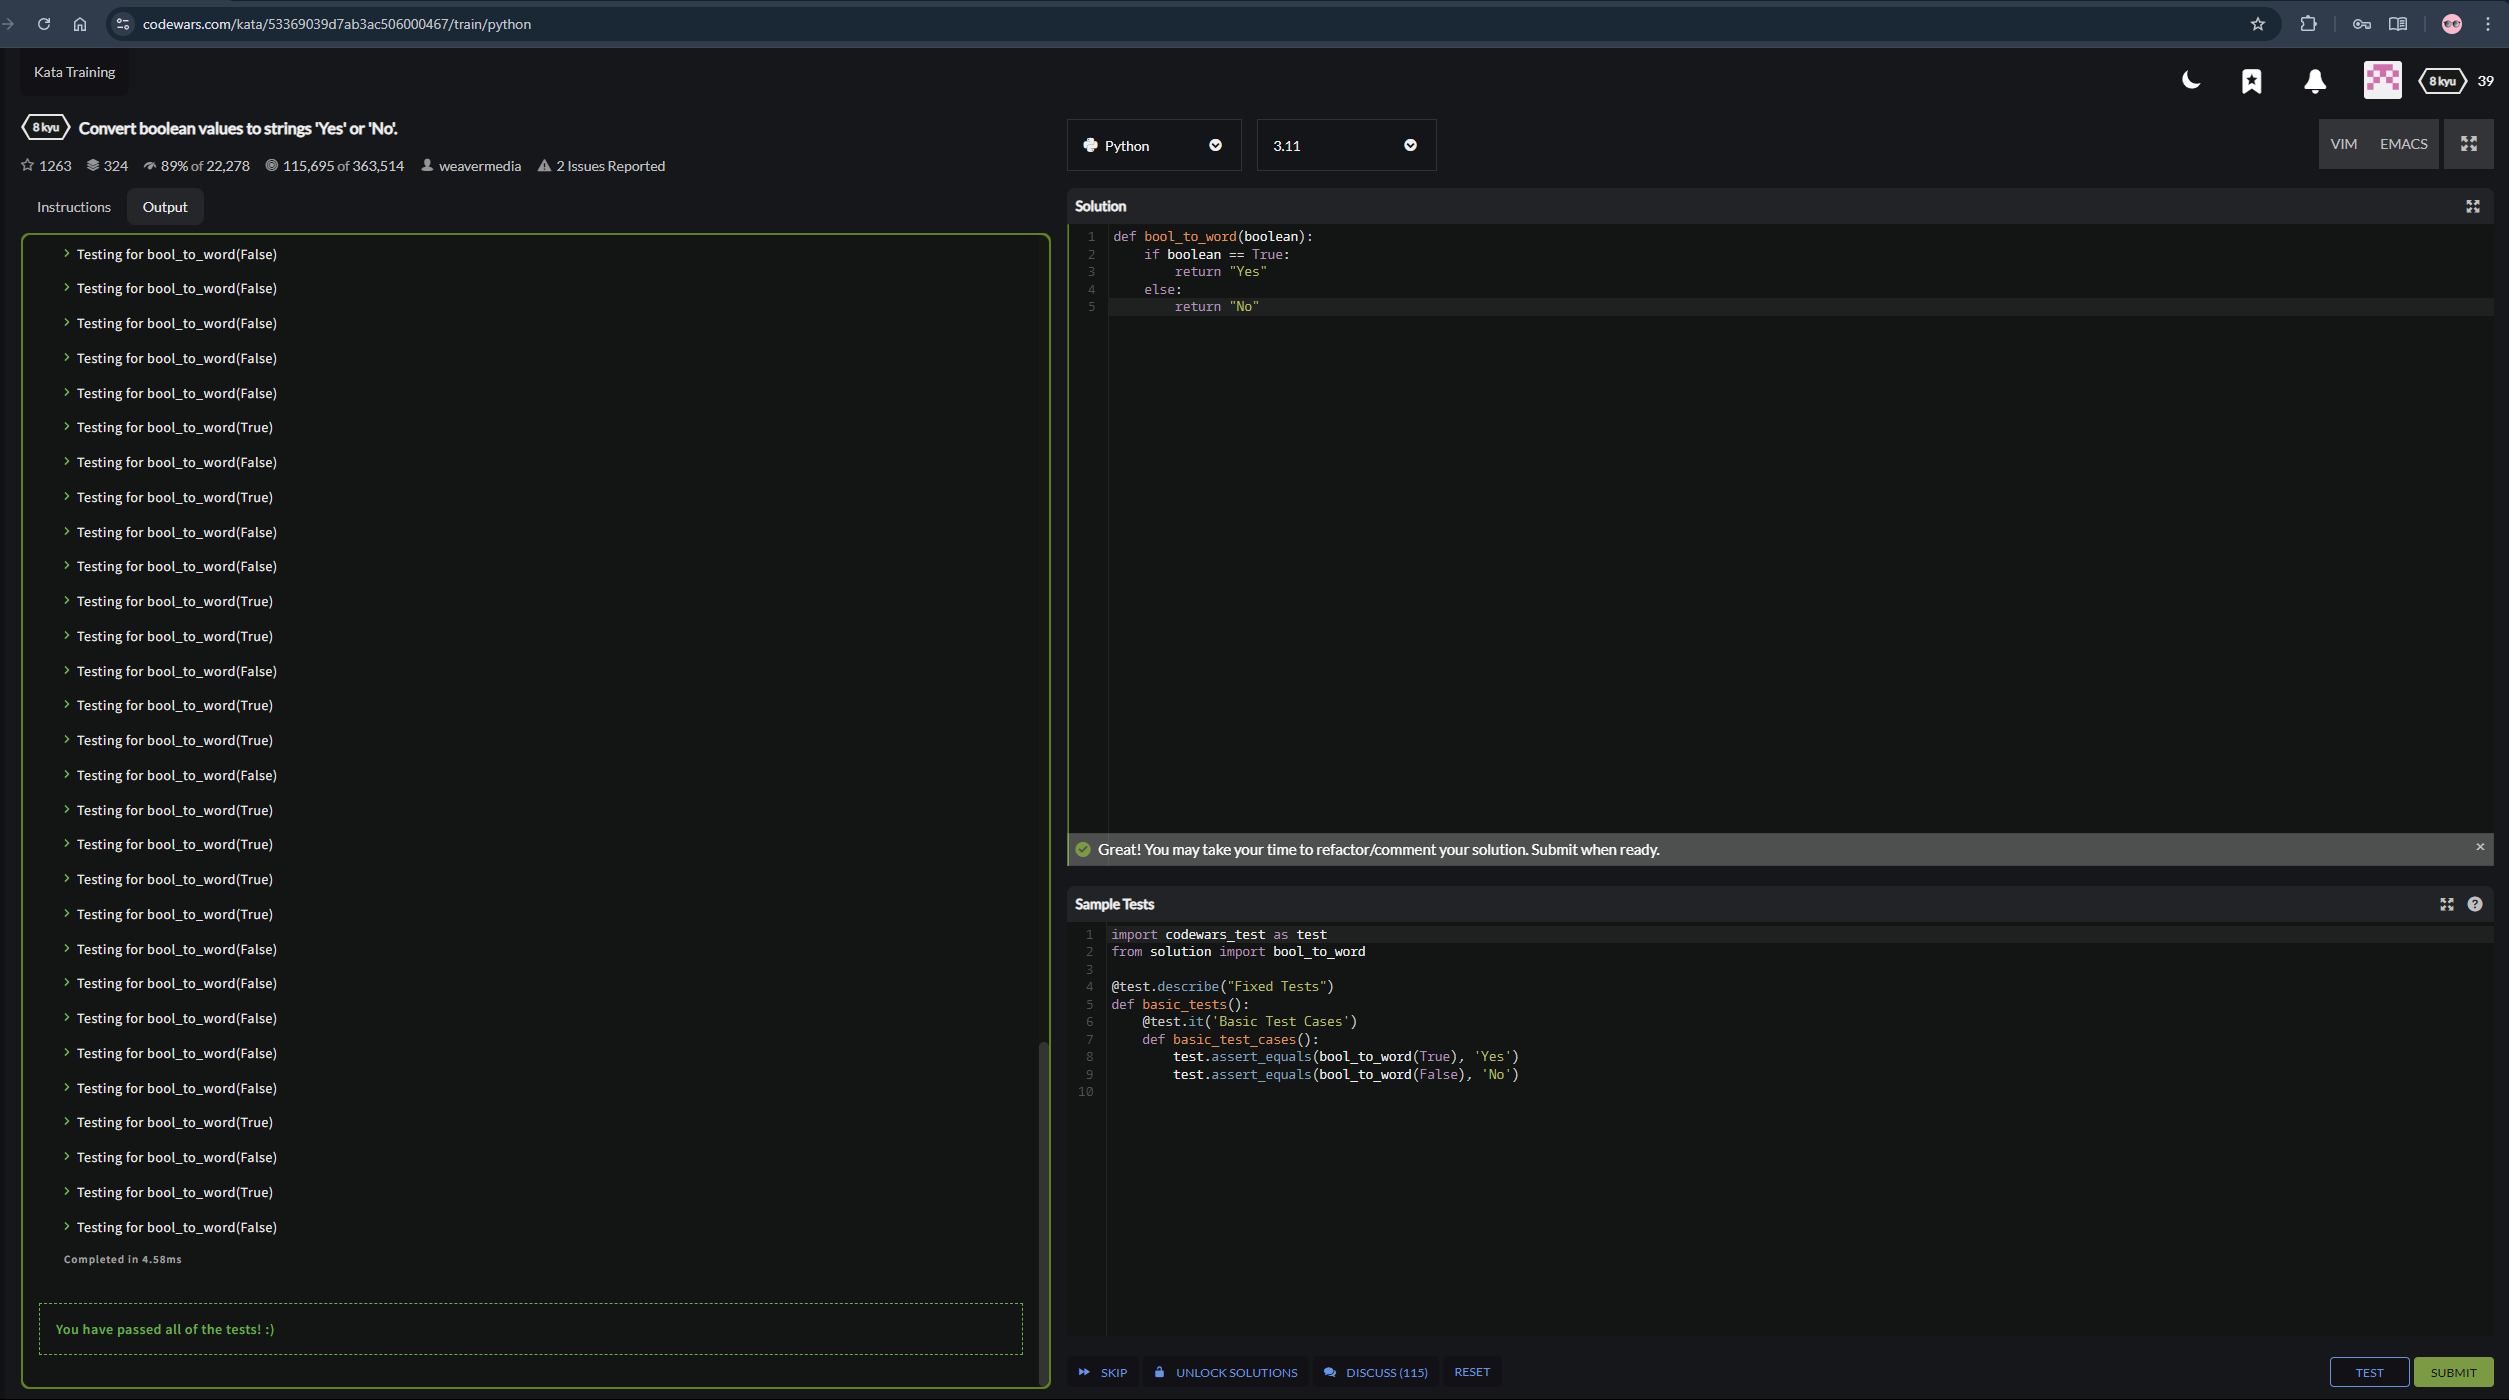 codewars.com/kata/53369039d7ab3ac506000467/train/python
Kata Training
8 kyu 39
8 kyu Convert boolean values to strings 'Yes' or 'No'.
1263 324 89% of 22,278 115,695 of 363,514 weavermedia 2 Issues Reported
Instructions Output
Testing for bool_to_word(False)
Testing for bool_to_word(False)
Testing for bool_to_word(False)
Testing for bool_to_word(False)
Testing for bool_to_word(False)
Testing for bool_to_word(True)
Testing for bool_to_word(False)
Testing for bool_to_word(True)
Testing for bool_to_word(False)
Testing for bool_to_word(False)
Testing for bool_to_word(True)
Testing for bool_to_word(True)
Testing for bool_to_word(False)
Testing for bool_to_word(True)
Testing for bool_to_word(True)
Testing for bool_to_word(False)
Testing for bool_to_word(True)
Testing for bool_to_word(True)
Testing for bool_to_word(True)
Testing for bool_to_word(True)
Testing for bool_to_word(False)
Testing for bool_to_word(False)
Testing for bool_to_word(False)
Testing for bool_to_word(False)
Testing for bool_to_word(False)
Testing for bool_to_word(True)
Testing for bool_to_word(False)
Testing for bool_to_word(True)
Testing for bool_to_word(False)
Completed in 4.58ms
You have passed all of the tests! :)
Python 3.11 VIM EMACS
Solution
1 def bool_to_word(boolean):
2     if boolean == True:
3         return "Yes"
4     else:
5         return "No"
Great! You may take your time to refactor/comment your solution. Submit when ready.
Sample Tests
1 import codewars_test as test
2 from solution import bool_to_word
3
4 @test.describe("Fixed Tests")
5 def basic_tests():
6     @test.it('Basic Test Cases')
7     def basic_test_cases():
8         test.assert_equals(bool_to_word(True), 'Yes')
9         test.assert_equals(bool_to_word(False), 'No')
10
SKIP UNLOCK SOLUTIONS DISCUSS (115) RESET TEST SUBMIT